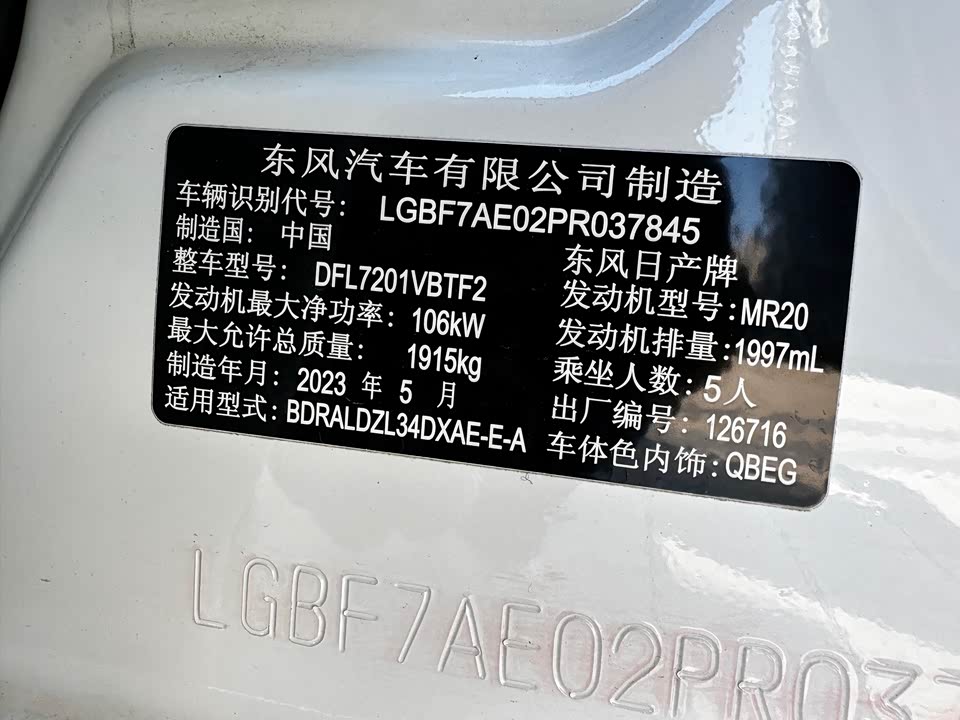 东风汽车有限公司制造
车辆识别代号: LGBF7AE02PR037845
制造国: 中国 东风日产牌
整车型号: DFL7201VBTF2 发动机型号:MR20
发动机最大净功率: 106kW 发动机排量:1997mL
最大允许总质量: 1915kg 乘坐人数:5人
制造年月: 2023 年 5 月 出厂编号: 126716
适用型式: BDRALDZL34DXAE-E-A 车体色内饰:QBEG
LGBF7AE02PR037